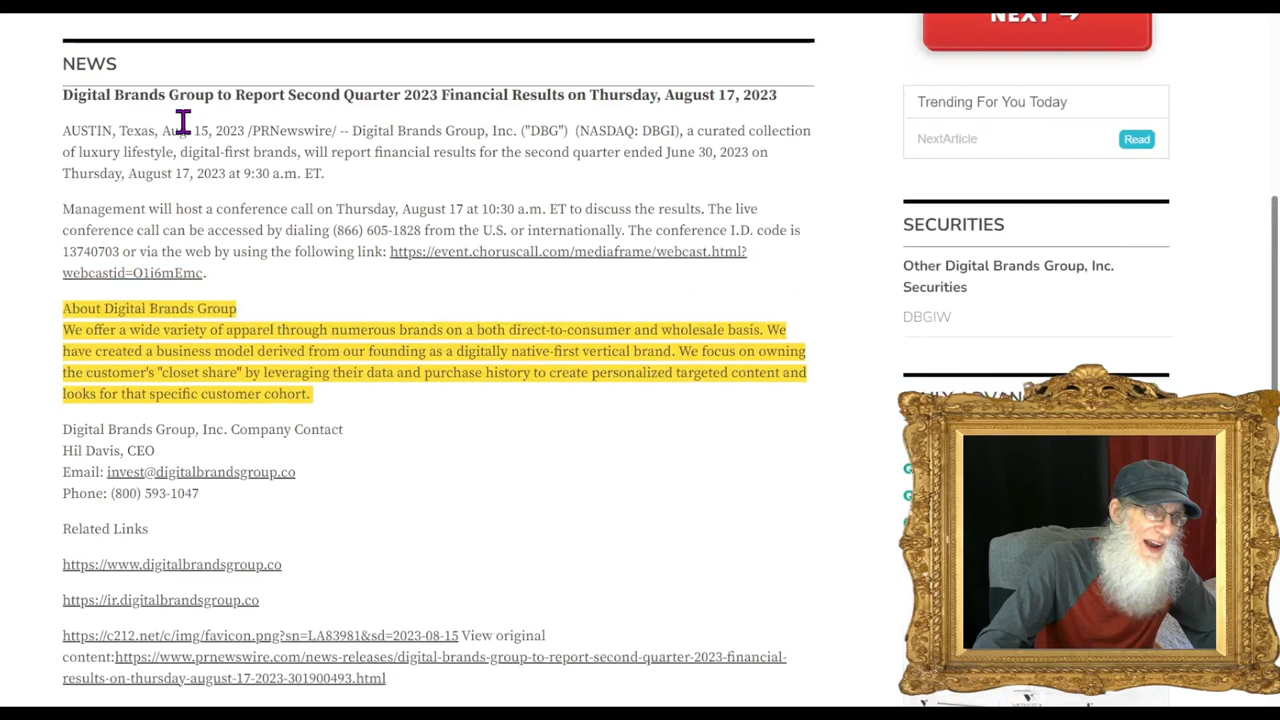 NEXT →
NEWS
Digital Brands Group to Report Second Quarter 2023 Financial Results on Thursday, August 17, 2023
AUSTIN, Texas, Aug. 15, 2023 /PRNewswire/ -- Digital Brands Group, Inc. ("DBG") (NASDAQ: DBGI), a curated collection
of luxury lifestyle, digital-first brands, will report financial results for the second quarter ended June 30, 2023 on
Thursday, August 17, 2023 at 9:30 a.m. ET.
Management will host a conference call on Thursday, August 17 at 10:30 a.m. ET to discuss the results. The live
conference call can be accessed by dialing (866) 605-1828 from the U.S. or internationally. The conference I.D. code is
13740703 or via the web by using the following link: https://event.choruscall.com/mediaframe/webcast.html?
webcastid=O1i6mEmc.
About Digital Brands Group
We offer a wide variety of apparel through numerous brands on a both direct-to-consumer and wholesale basis. We
have created a business model derived from our founding as a digitally native-first vertical brand. We focus on owning
the customer's "closet share" by leveraging their data and purchase history to create personalized targeted content and
looks for that specific customer cohort.
Digital Brands Group, Inc. Company Contact
Hil Davis, CEO
Email: invest@digitalbrandsgroup.co
Phone: (800) 593-1047
Related Links
https://www.digitalbrandsgroup.co
https://ir.digitalbrandsgroup.co
https://c212.net/c/img/favicon.png?sn=LA83981&sd=2023-08-15 View original
content:https://www.prnewswire.com/news-releases/digital-brands-group-to-report-second-quarter-2023-financial-
results-on-thursday-august-17-2023-301900493.html
Trending For You Today
NextArticle
Read
SECURITIES
Other Digital Brands Group, Inc.
Securities
DBGIW